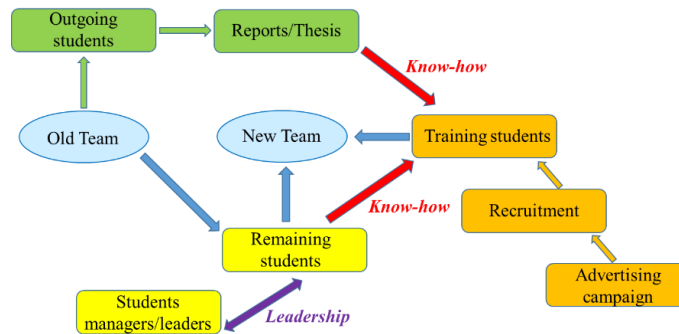 Outgoing
students
Reports/Thesis
Know-how
Old Team
New Team
Training students
Know-how
Recruitment
Remaining
students
Advertising
campaign
Students
managers/leaders
Leadership